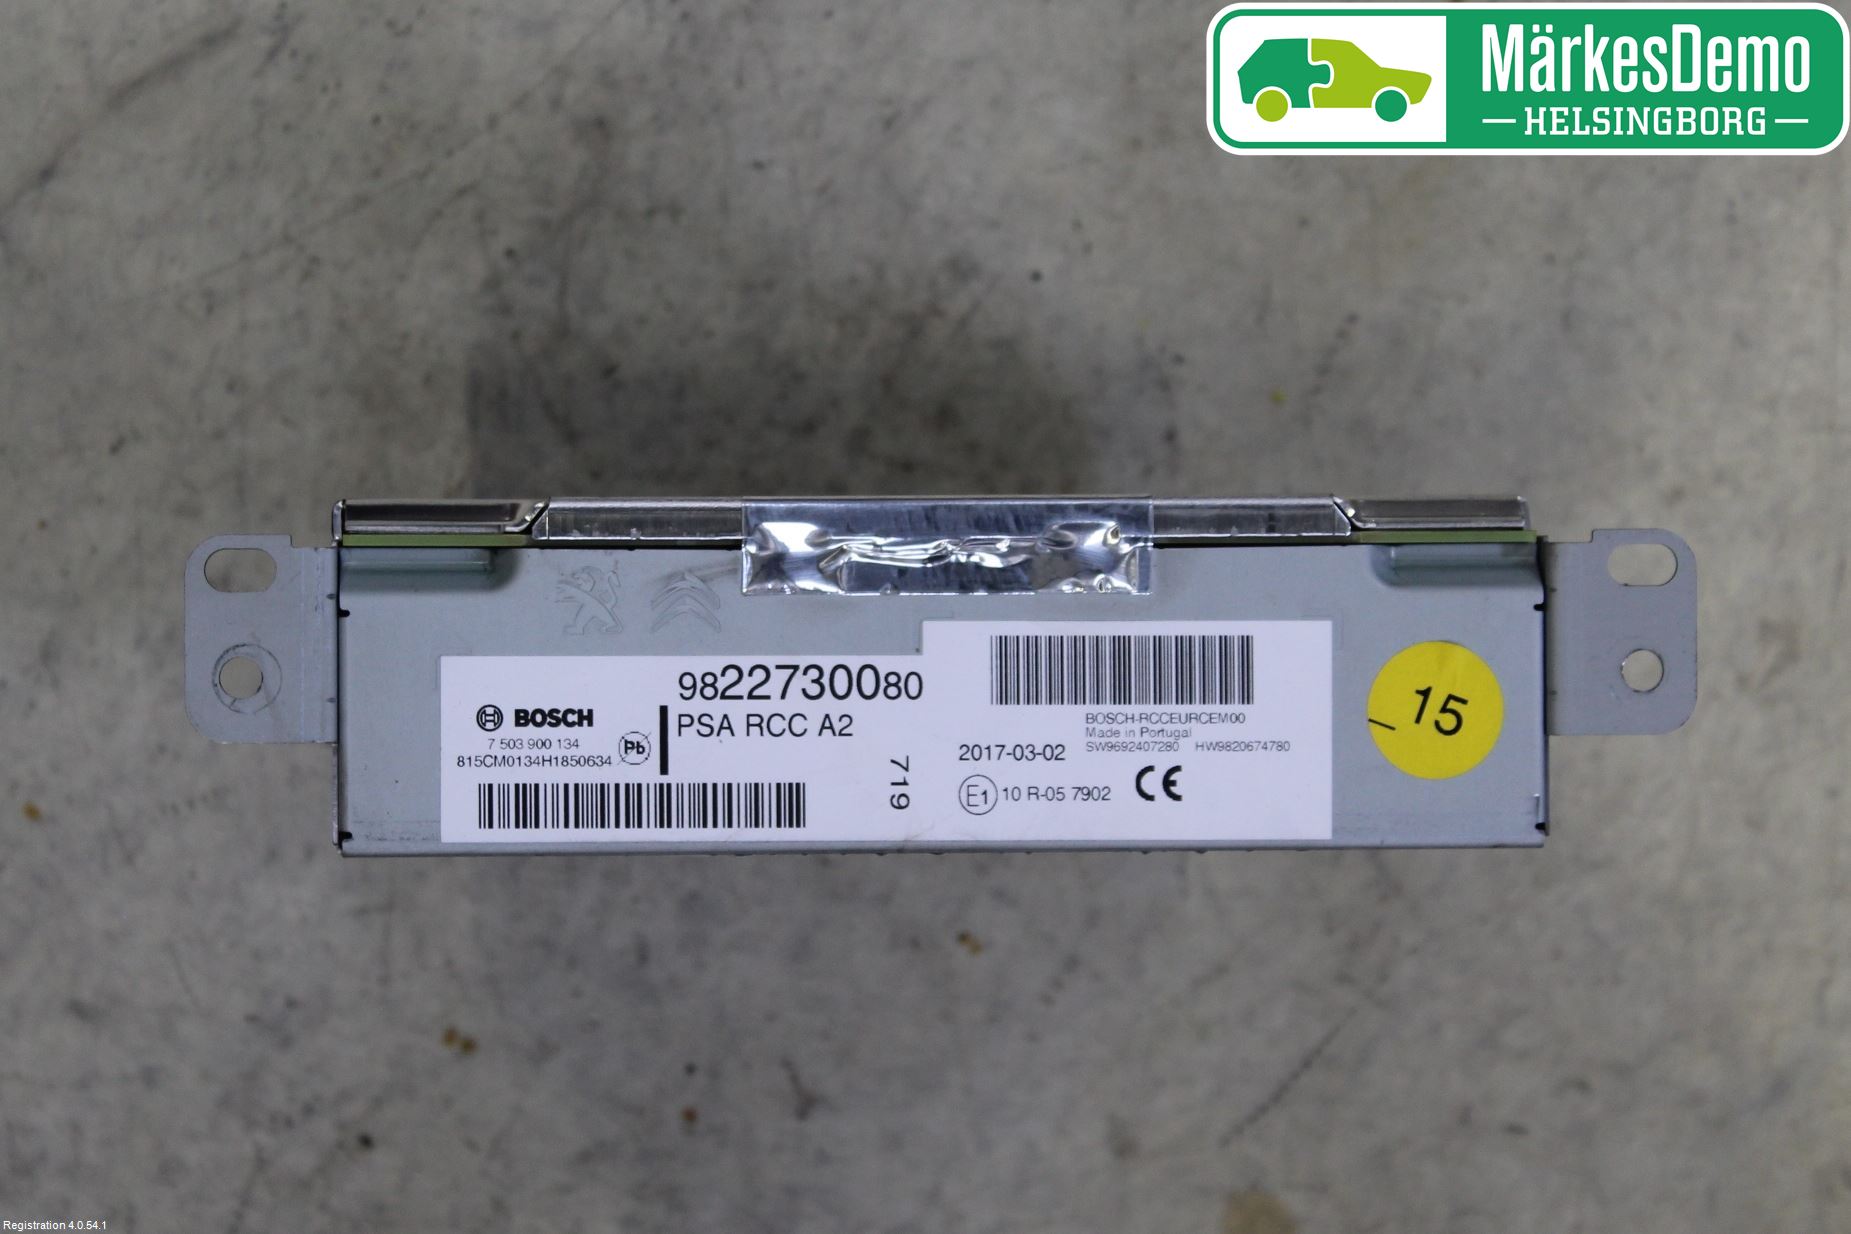 MärkesDemo
HELSINGBORG
9822730080
BOSCH
PSA RCC A2
7 503 900 134
815CM0134H1850634
Pb
719
BOSCH-RCCEURCEM00
Made in Portugal
SW9692407280 HW9820674780
2017-03-02
E1 10 R-05 7902 CE
15
Registration 4.0.54.1